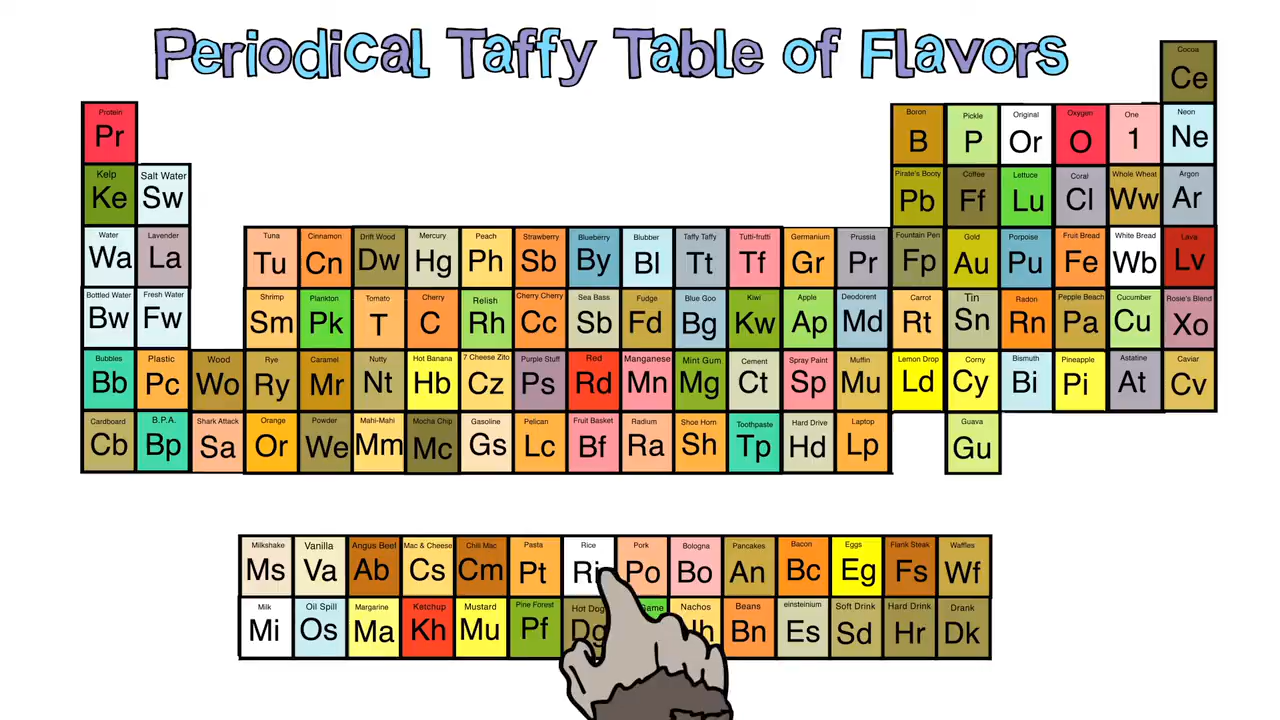 Periodical Taffy Table of Flavors
Cocoa
Ce
Protein Boron Pickle Original Oxygen One Neon
Pr B P Or O 1 Ne
Kelp Salt Water Pirate's Booty Coffee Lettuce Coral Whole Wheat Argon
Ke Sw Pb Ff Lu Cl Ww Ar
Water Lavender Tuna Cinnamon Drift Wood Mercury Peach Strawberry Blueberry Blubber Taffy Taffy Tutti-frutti Germanium Prussia Fountain Pen Gold Porpoise Fruit Bread White Bread Lava
Wa La Tu Cn Dw Hg Ph Sb By Bl Tt Tf Gr Pr Fp Au Pu Fe Wb Lv
Bottled Water Fresh Water Shrimp Plankton Tomato Cherry Relish Cherry Cherry Sea Bass Fudge Blue Goo Kiwi Apple Deodorent Carrot Tin Radon Pepple Beach Cucumber Rosie's Blend
Bw Fw Sm Pk T C Rh Cc Sb Fd Bg Kw Ap Md Rt Sn Rn Pa Cu Xo
Bubbles Plastic Wood Rye Caramel Nutty Hot Banana 7 Cheese Zito Purple Stuff Red Manganese Mint Gum Cement Spray Paint Muffin Lemon Drop Corny Bismuth Pineapple Astatine Caviar
Bb Pc Wo Ry Mr Nt Hb Cz Ps Rd Mn Mg Ct Sp Mu Ld Cy Bi Pi At Cv
Cardboard B.P.A. Shark Attack Orange Powder Mahi-Mahi Mocha Chip Gasoline Pelican Fruit Basket Radium Shoe Horn Toothpaste Hard Drive Laptop Guava
Cb Bp Sa Or We Mm Mc Gs Lc Bf Ra Sh Tp Hd Lp Gu
Milkshake Vanilla Angus Beef Mac & Cheese Chili Mac Pasta Rice Pork Bologna Pancakes Bacon Eggs Flank Steak Waffles
Ms Va Ab Cs Cm Pt Ri Po Bo An Bc Eg Fs Wf
Milk Oil Spill Margarine Ketchup Mustard Pine Forest Hot Dog Game Nachos Beans einsteinium Soft Drink Hard Drink Drank
Mi Os Ma Kh Mu Pf Dg Bn Es Sd Hr Dk